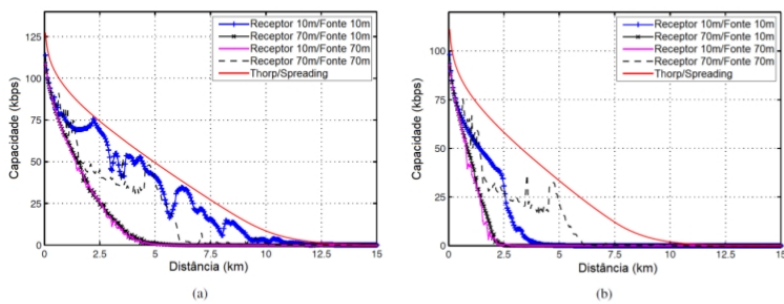 125
100
75
50
25
0
Capacidade (kbps)
0 2.5 5 7.5 10 12.5 15
Distância (km)
Receptor 10m/Fonte 10m
Receptor 70m/Fonte 10m
Receptor 10m/Fonte 70m
Receptor 70m/Fonte 70m
Thorp/Spreading
(a)
100
75
50
25
0
Capacidade (kbps)
0 2.5 5 7.5 10 12.5 15
Distância (km)
Receptor 10m/Fonte 10m
Receptor 70m/Fonte 10m
Receptor 10m/Fonte 70m
Receptor 70m/Fonte 70m
Thorp/Spreading
(b)